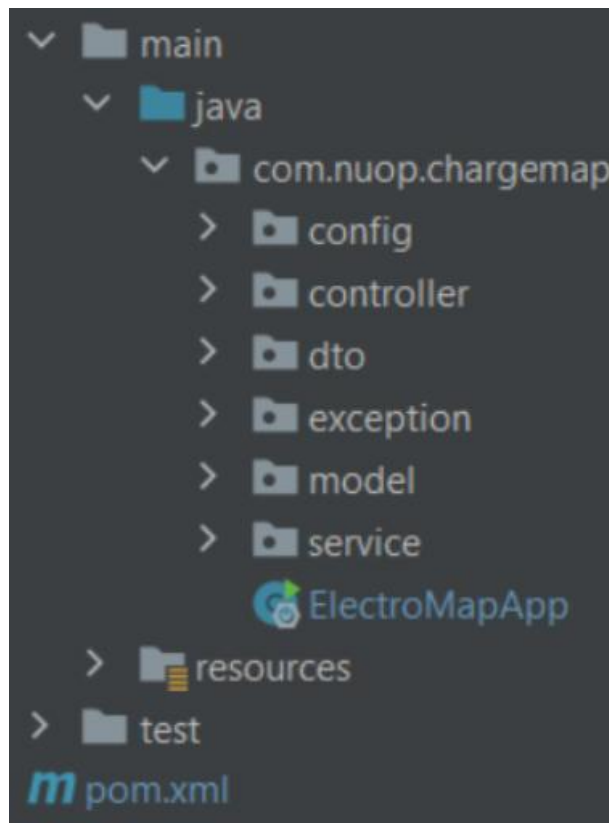 main
java
com.nuop.chargemap
config
controller
dto
exception
model
service
ElectroMapApp
resources
test
m pom.xml